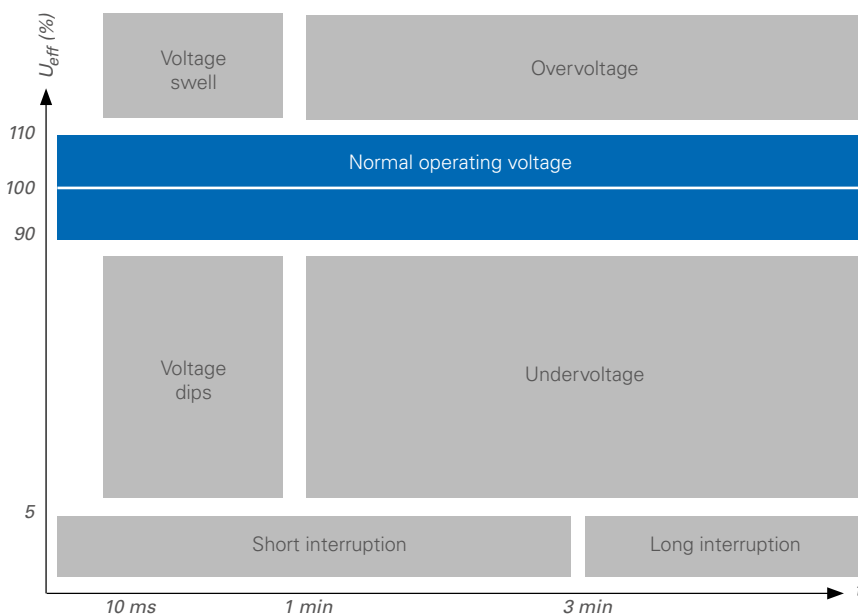 U_eff (%)
Voltage
swell
Overvoltage
110
Normal operating voltage
100
90
Voltage
dips
Undervoltage
5
Short interruption
Long interruption
10 ms
1 min
3 min